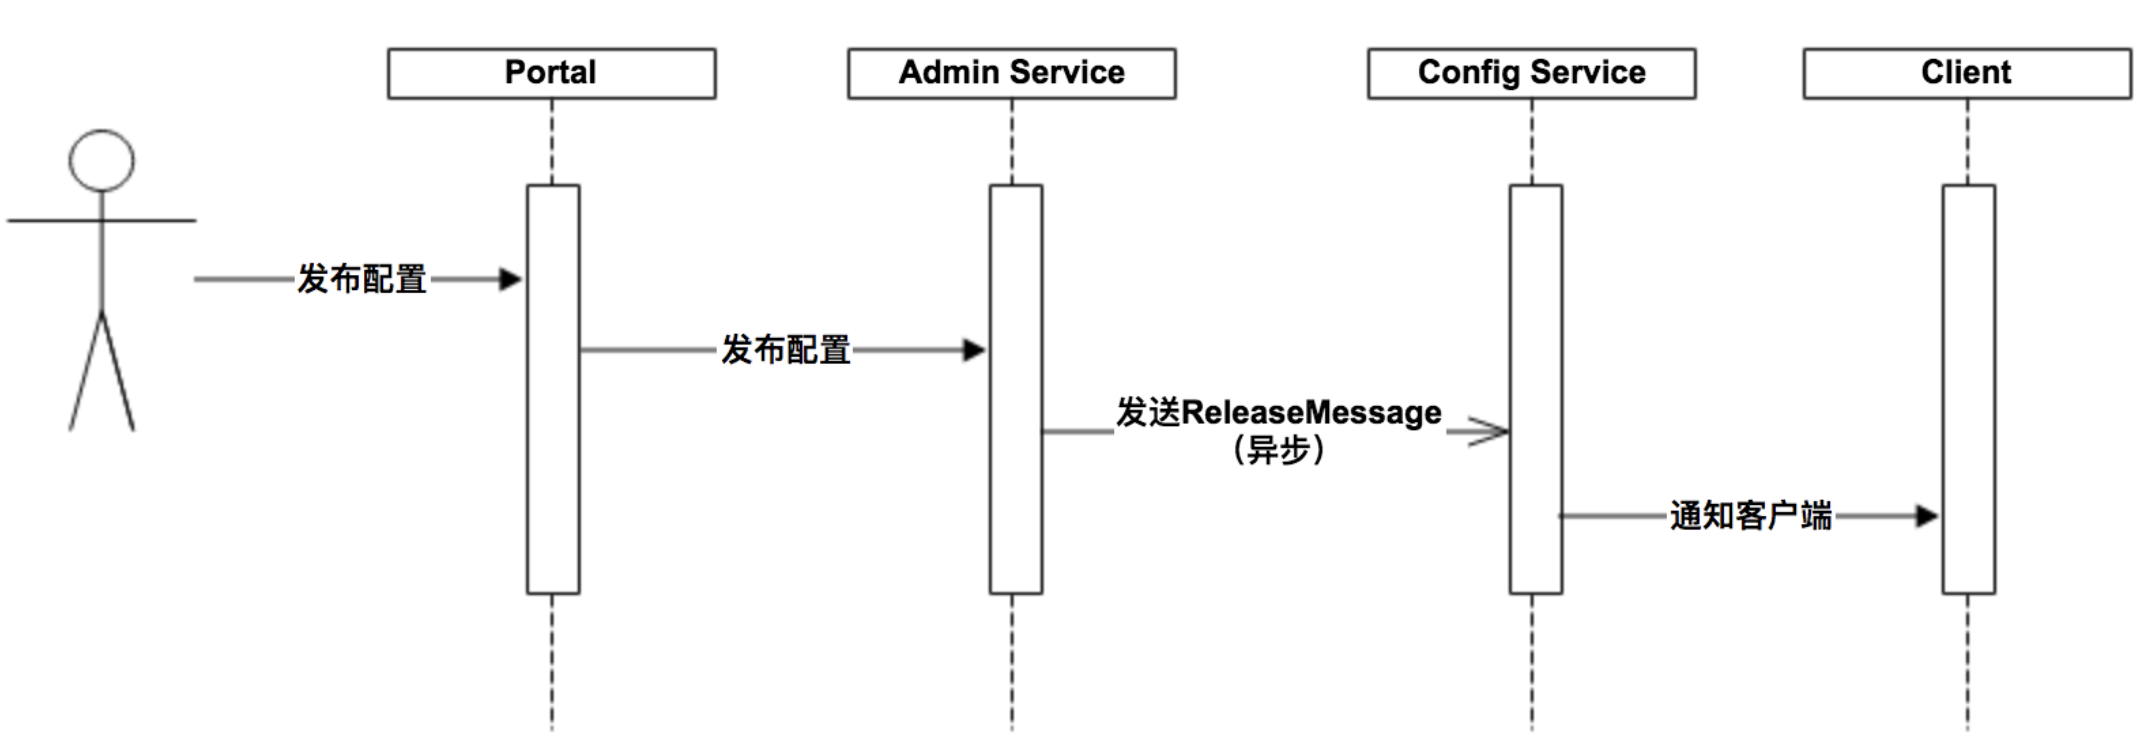 Portal
Admin Service
Config Service
Client
发布配置
发布配置
发送ReleaseMessage
（异步）
通知客户端